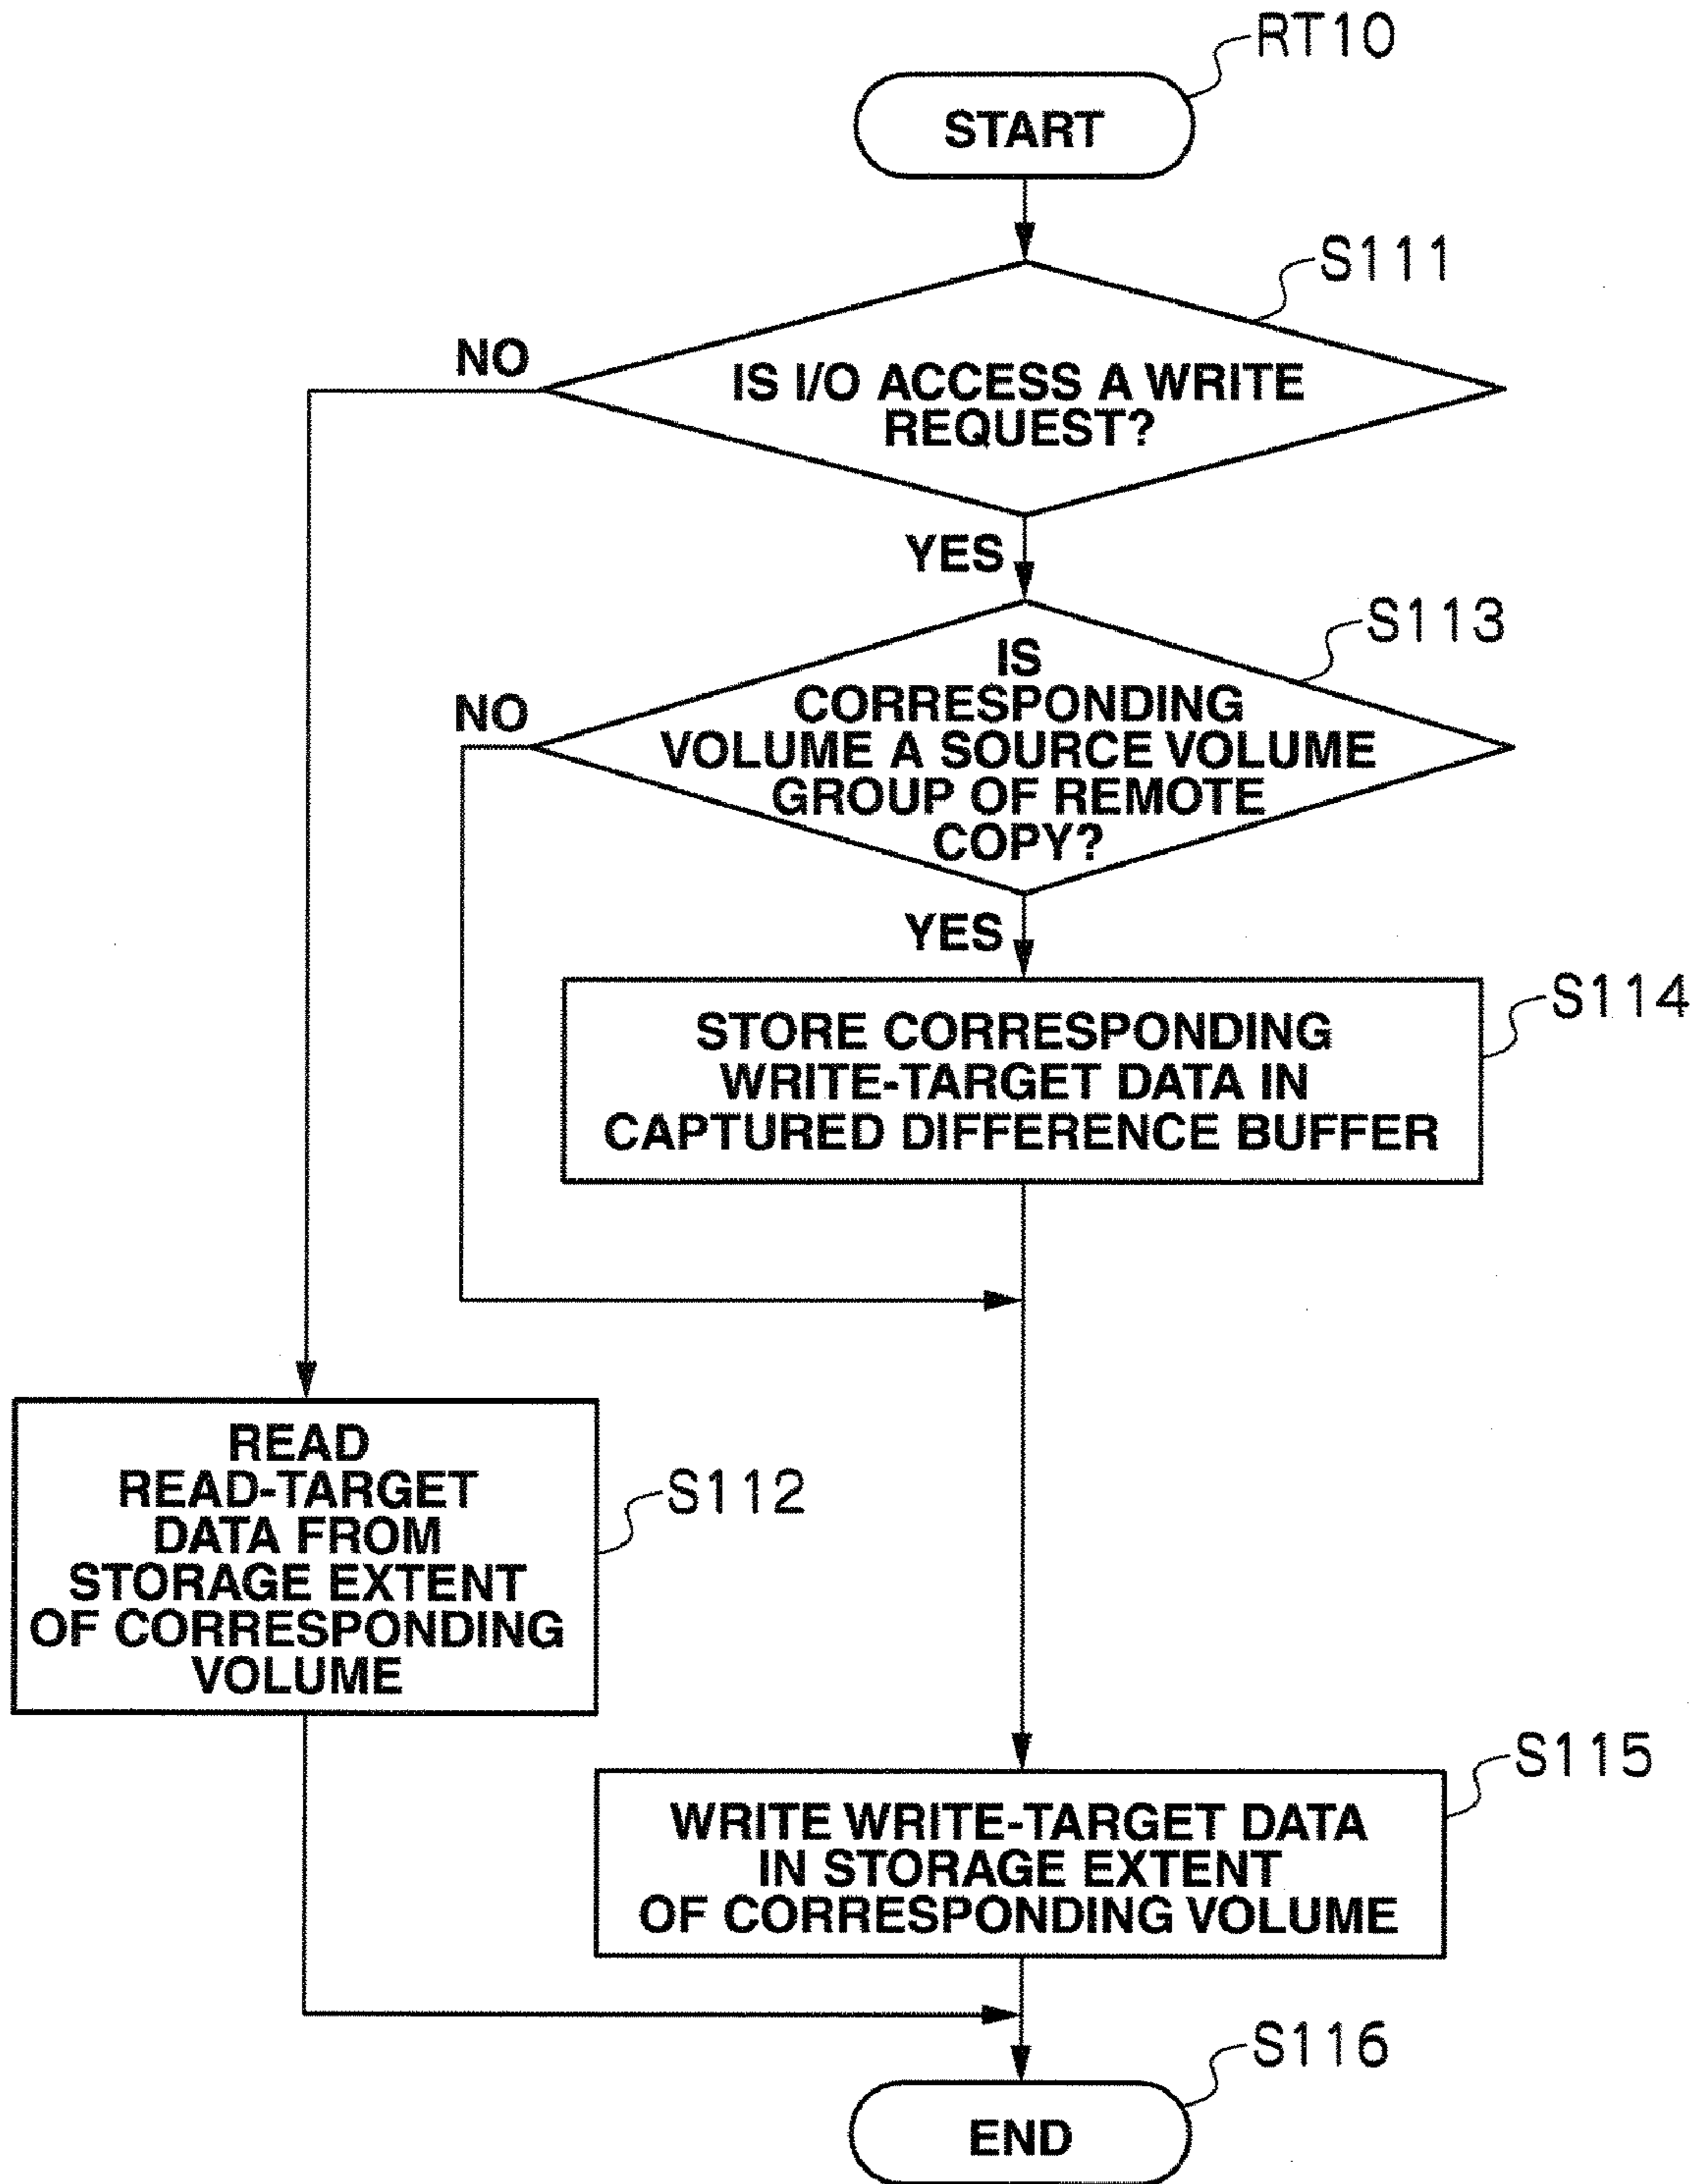 RT10
START
S111
NO
IS I/O ACCESS A WRITE
REQUEST?
YES
S113
NO
IS
CORRESPONDING
VOLUME A SOURCE VOLUME
GROUP OF REMOTE
COPY?
YES
S114
STORE CORRESPONDING
WRITE-TARGET DATA IN
CAPTURED DIFFERENCE BUFFER
READ
READ-TARGET
DATA FROM
STORAGE EXTENT
OF CORRESPONDING
VOLUME
S112
S115
WRITE WRITE-TARGET DATA
IN STORAGE EXTENT
OF CORRESPONDING VOLUME
S116
END